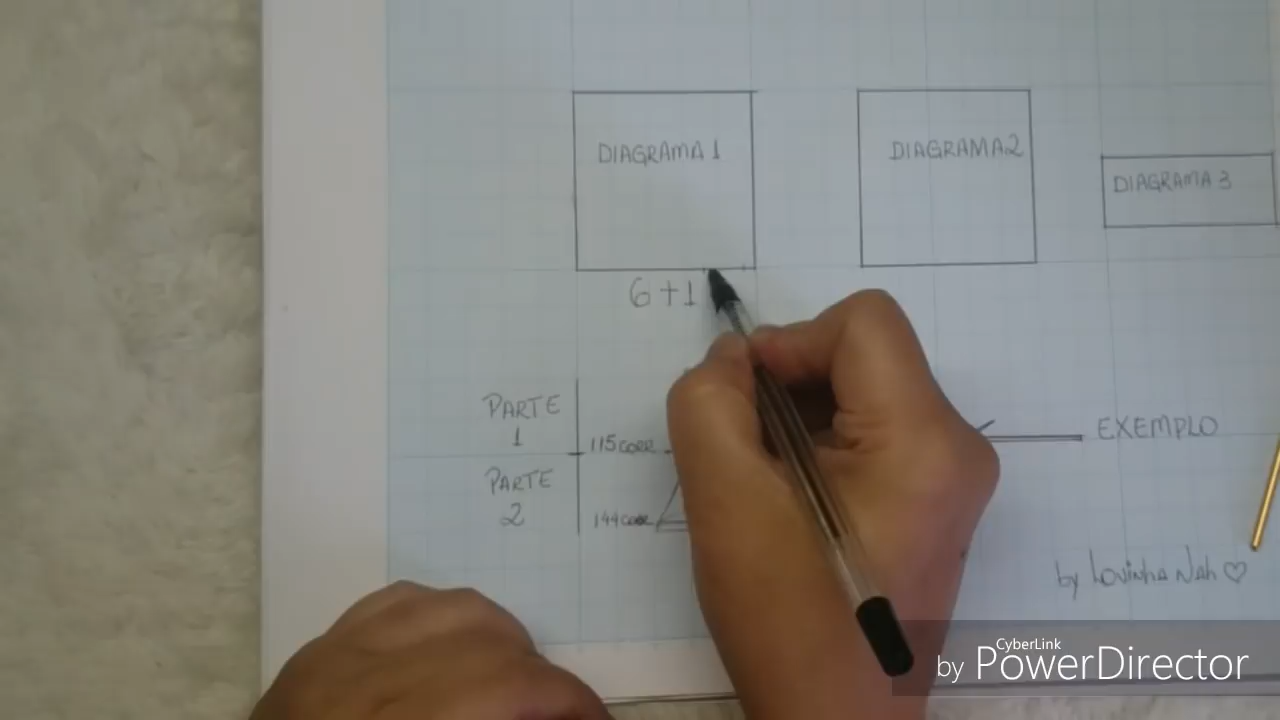 DIAGRAMA 1
DIAGRAMA 2
DIAGRAMA 3
6+1
PARTE
1
115 CORR
EXEMPLO
PARTE
2
144 CORR
by Lovinha Nah ♡
CyberLink
by PowerDirector